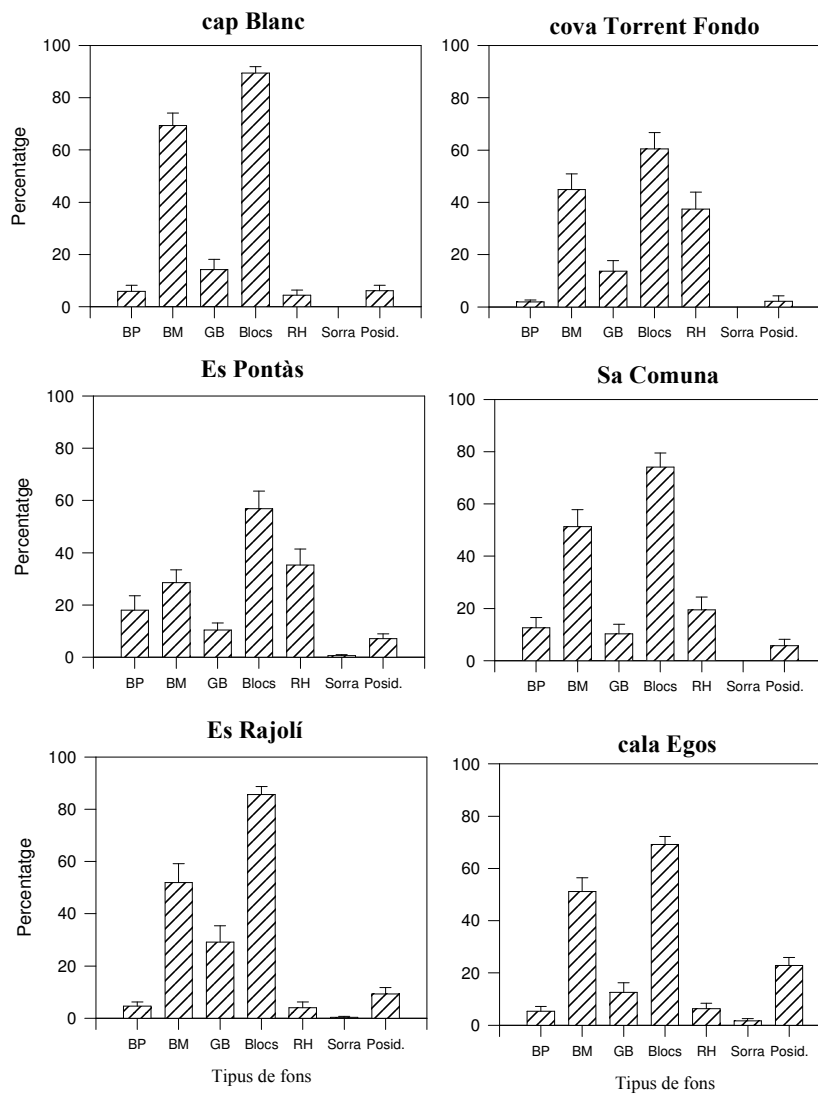 cap Blanc
100
80
60
40
20
0
Percentatge
BP BM GB Blocs RH Sorra Posid.
cova Torrent Fondo
100
80
60
40
20
0
BP BM GB Blocs RH Sorra Posid.
Es Pontàs
100
80
60
40
20
0
Percentatge
BP BM GB Blocs RH Sorra Posid.
Sa Comuna
100
80
60
40
20
0
BP BM GB Blocs RH Sorra Posid.
Es Rajolí
100
80
60
40
20
0
Percentatge
BP BM GB Blocs RH Sorra Posid.
Tipus de fons
cala Egos
100
80
60
40
20
0
BP BM GB Blocs RH Sorra Posid.
Tipus de fons